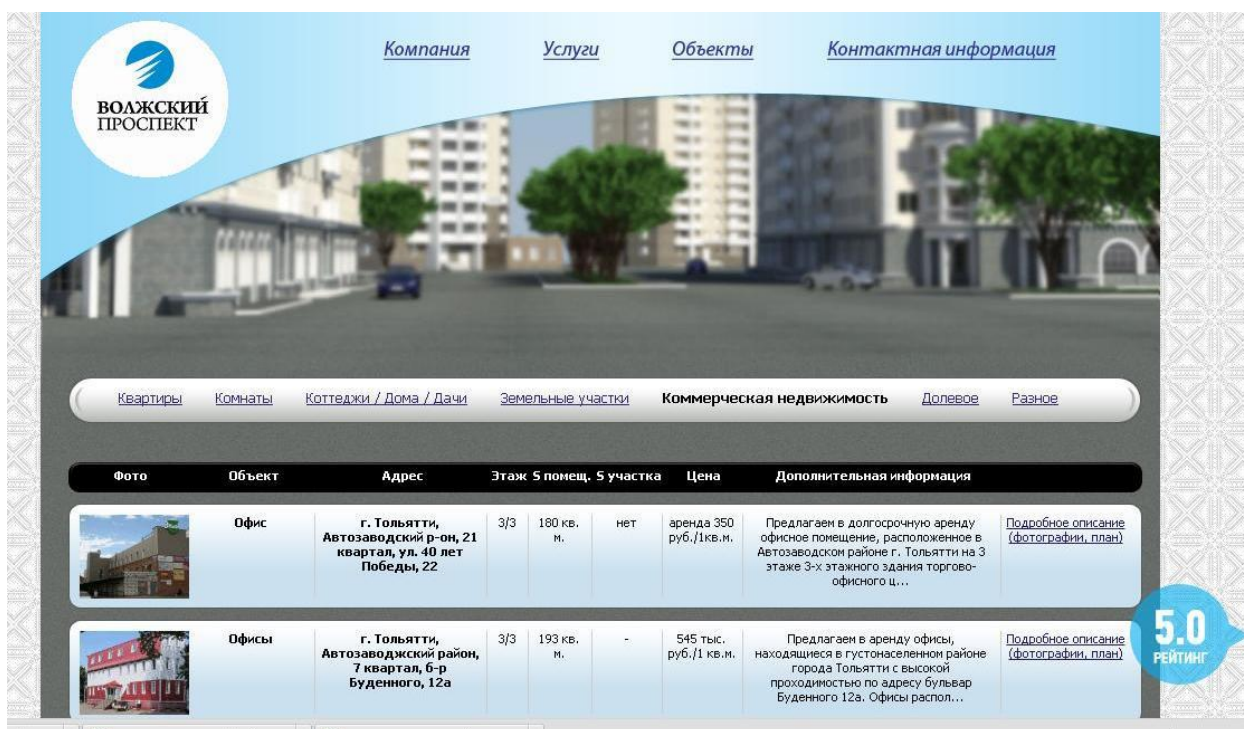 Компания Услуги Объекты Контактная информация
ВОЛЖСКИЙ
ПРОСПЕКТ
Квартиры Комнаты Коттеджи / Дома / Дачи Земельные участки Коммерческая недвижимость Долевое Разное
Фото Объект Адрес Этаж S помещ. S участка Цена Дополнительная информация
Офис
г. Тольятти,
Автозаводский р-он, 21
квартал, ул. 40 лет
Победы, 22
3/3
180 кв.
м.
нет
аренда 350
руб./1кв.м.
Предлагаем в долгосрочную аренду
офисное помещение, расположенное в
Автозаводском районе г. Тольятти на 3
этаже 3-х этажного здания торгово-
офисного ц...
Подробное описание
(фотографии, план)
Офисы
г. Тольятти,
Автозаводжский район,
7 квартал, б-р
Буденного, 12а
3/3
193 кв.
м.
-
545 тыс.
руб./1 кв.м.
Предлагаем в аренду офисы,
находящиеся в густонаселенном районе
города Тольятти с высокой
проходимостью по адресу бульвар
Буденного 12а. Офисы распол...
Подробное описание
(фотографии, план)
5.0
РЕЙТИНГ